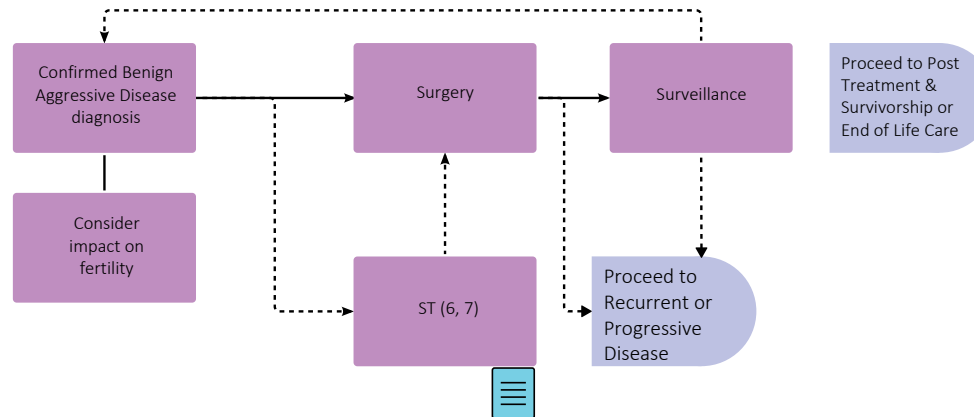 Confirmed Benign
Aggressive Disease
diagnosis
Surgery
Surveillance
Proceed to Post
Treatment &
Survivorship or
End of Life Care
Consider
impact on
fertility
ST (6, 7)
Proceed to
Recurrent or
Progressive
Disease